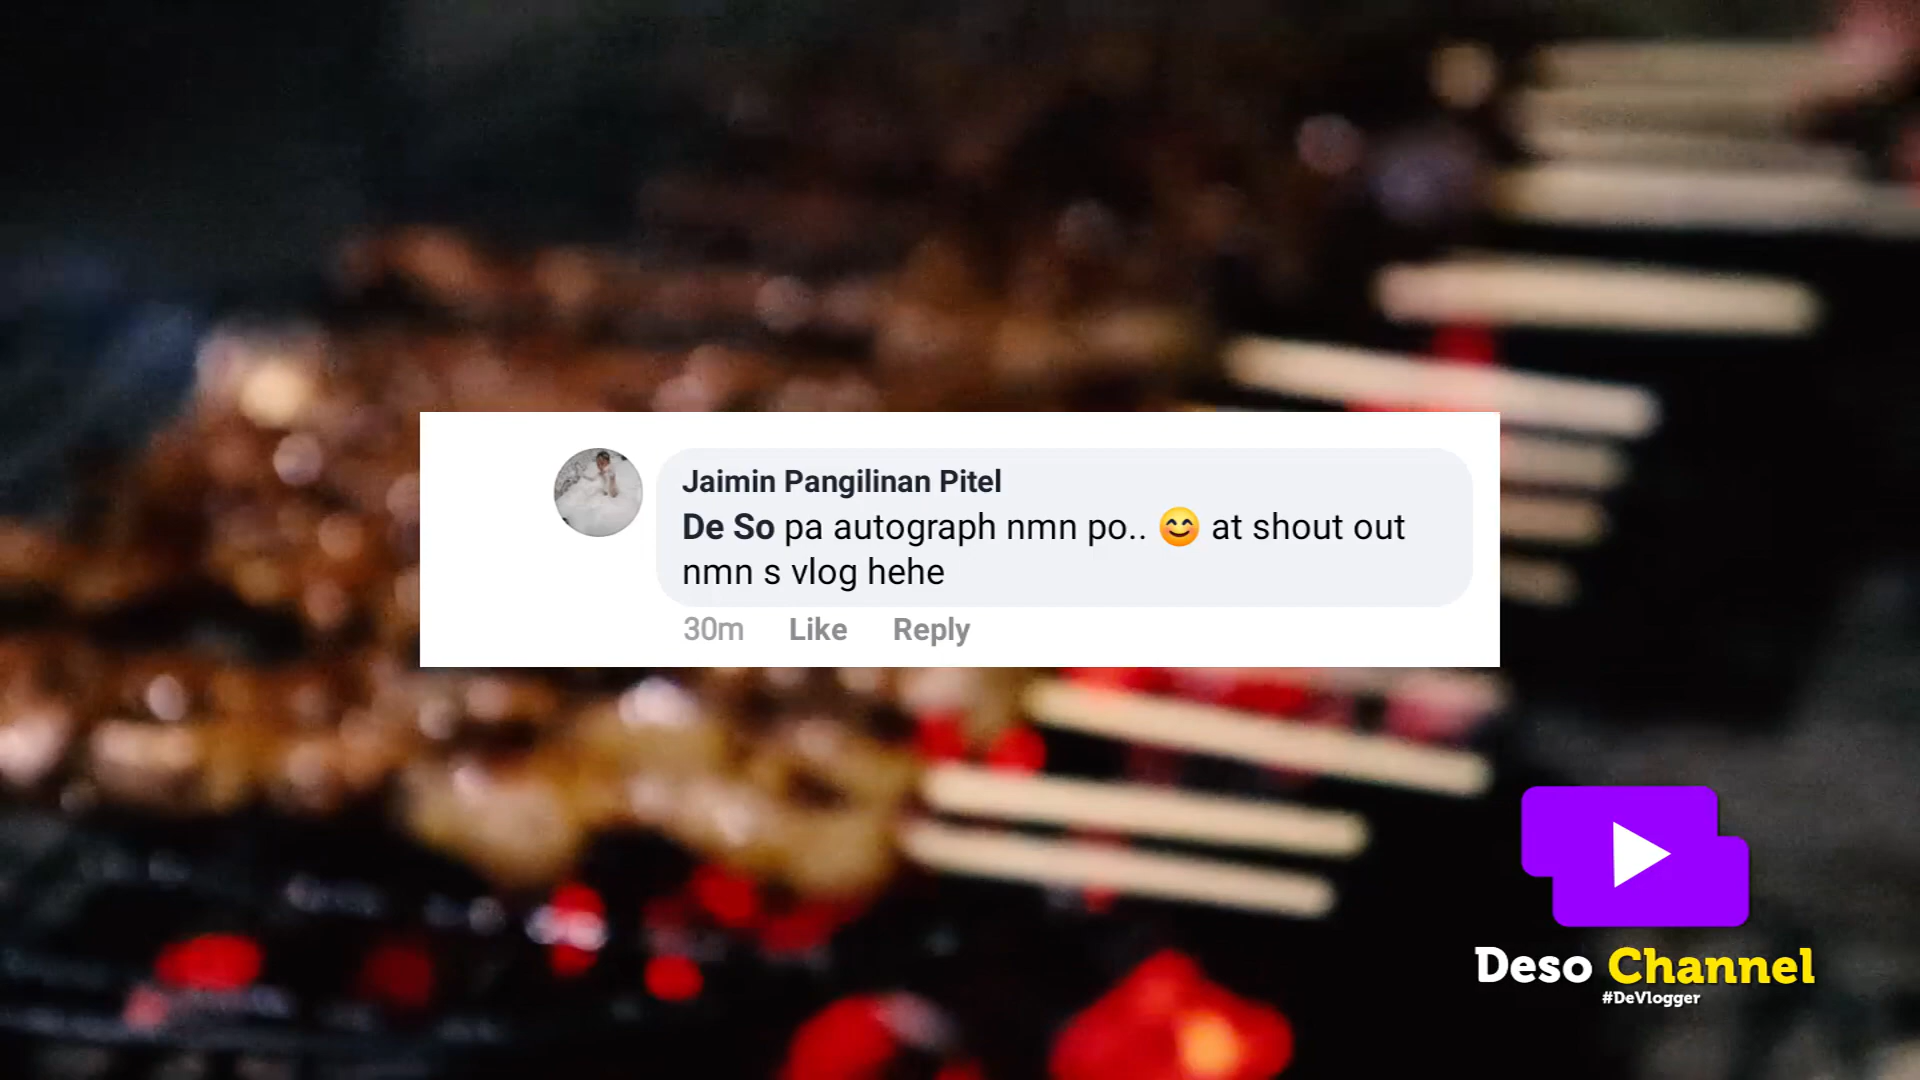 Jaimin Pangilinan Pitel
De So pa autograph nmn po.. 😊 at shout out
nmn s vlog hehe
30m Like Reply
Deso Channel
#DeVlogger